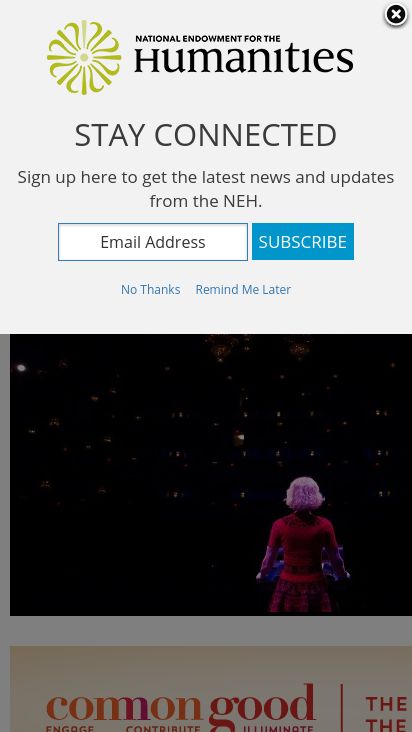 NATIONAL ENDOWMENT FOR THE
Humanities
STAY CONNECTED
Sign up here to get the latest news and updates
from the NEH.
Email Address
SUBSCRIBE
No Thanks Remind Me Later
common good
THE
ENGAGE CONTRIBUTE ILLUMINATE
THE